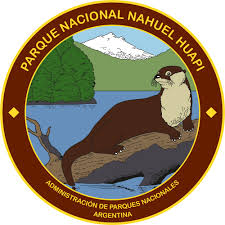 PARQUE NACIONAL NAHUEL HUAPI
ADMINISTRACIÓN DE PARQUES NACIONALES
ARGENTINA